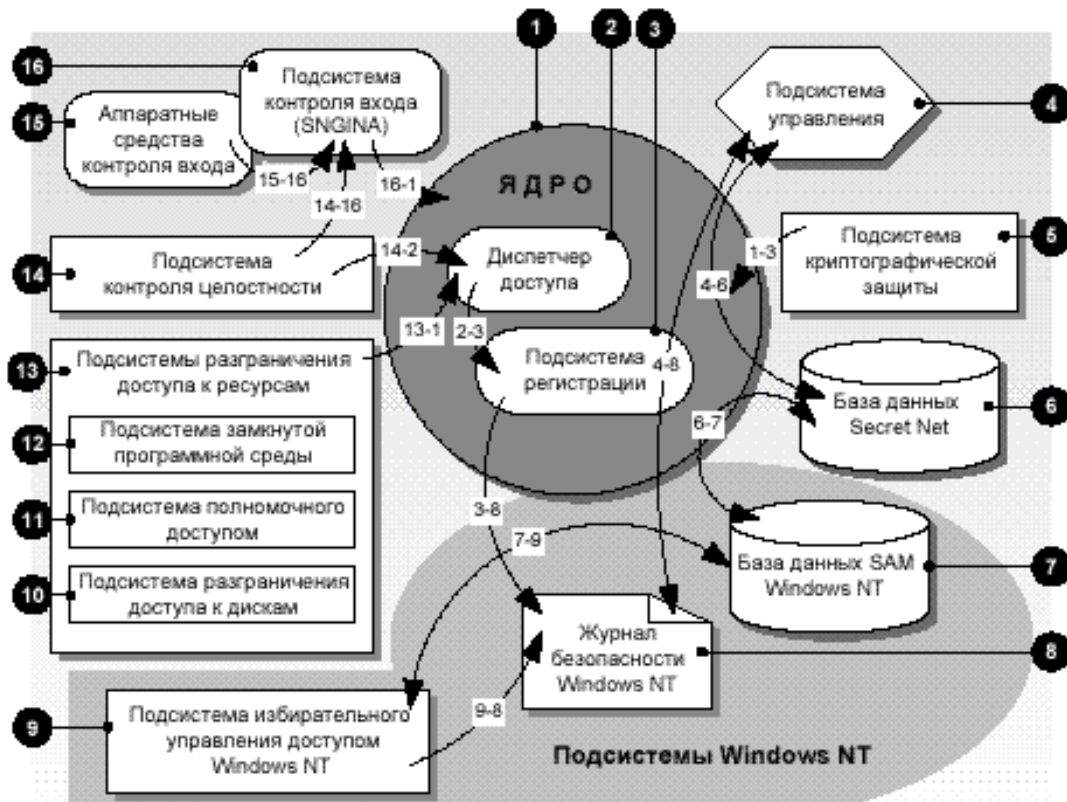 1
2
3
16
Подсистема
контроля входа
(SNGINA)
Подсистема
управления
4
15
Аппаратные
средства
контроля входа
15-16
16-1
14-16
ЯДРО
14
Подсистема
контроля целостности
14-2
Диспетчер
доступа
1-3
Подсистема
криптографической
защиты
5
4-6
13-1
2-3
13
Подсистемы разграничения
доступа к ресурсам
Подсистема
регистрации
4-8
База данных
Secret Net
6
12
Подсистема замкнутой
программной среды
6-7
11
Подсистема полномочного
доступом
3-8
7-9
База данных SAM
Windows NT
7
10
Подсистема разграничения
доступа к дискам
Журнал
безопасности
Windows NT
8
9
Подсистема избирательного
управления доступом
Windows NT
9-8
Подсистемы Windows NT